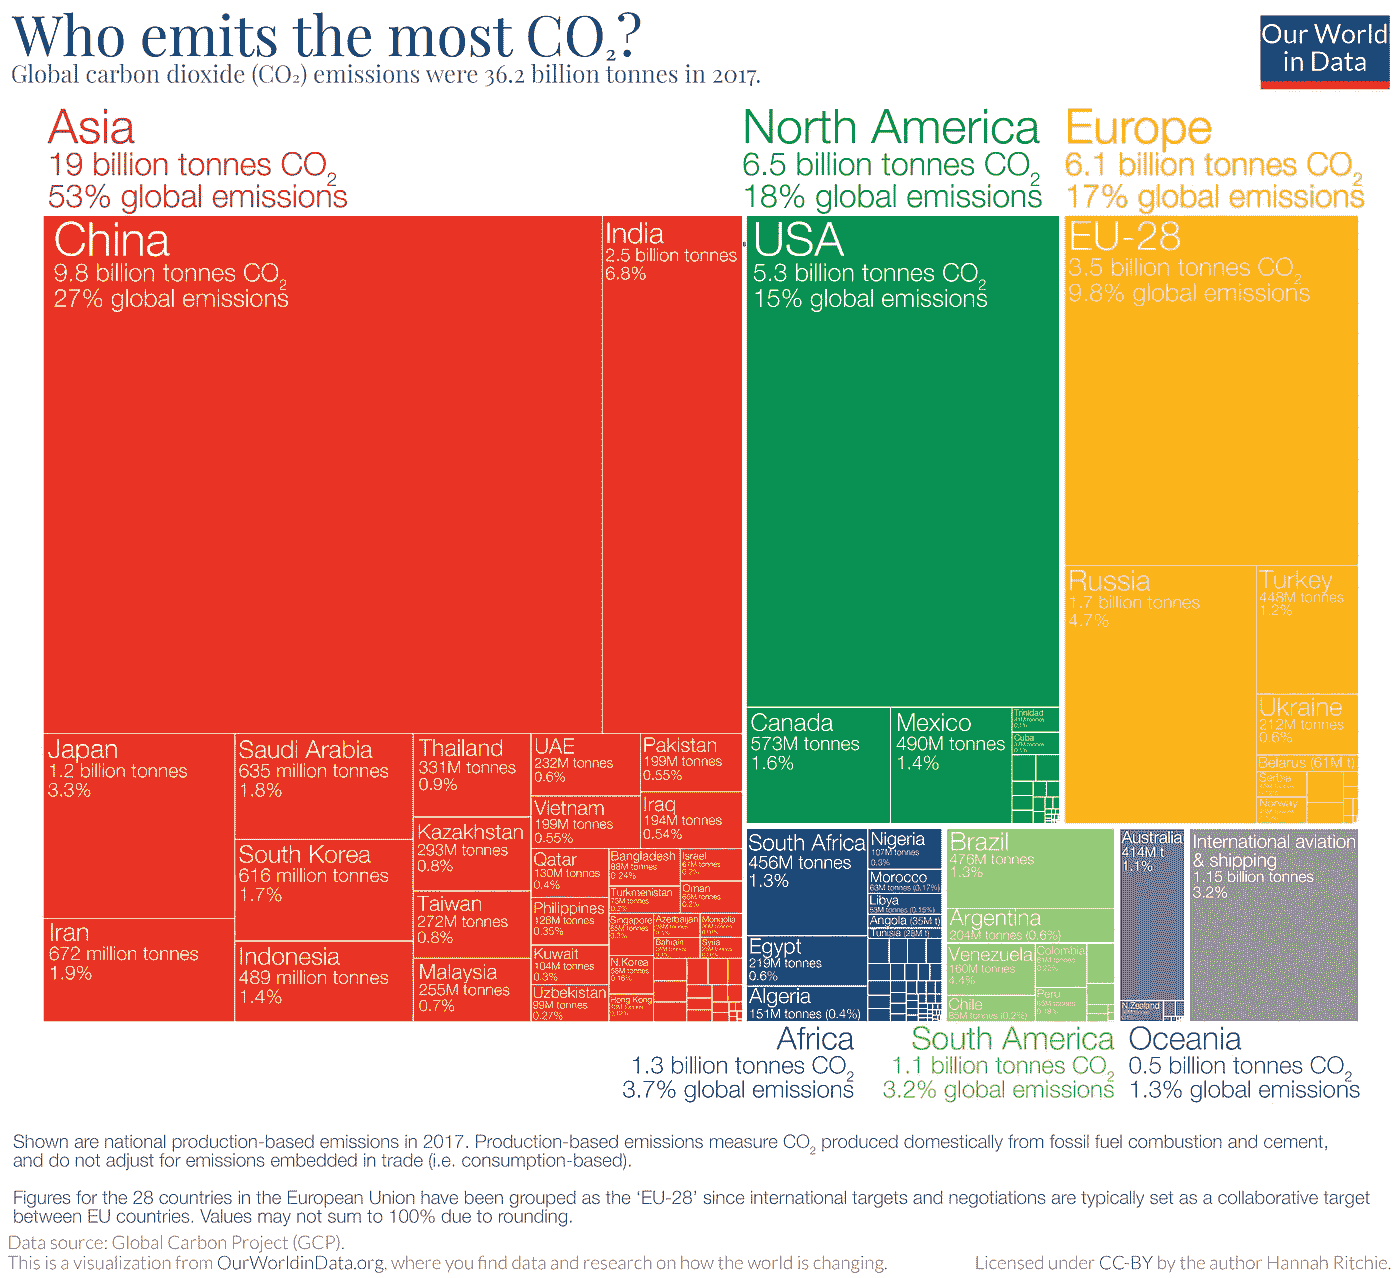 Who emits the most CO₂?
Global carbon dioxide (CO₂) emissions were 36.2 billion tonnes in 2017.
Our World
in Data
Asia
19 billion tonnes CO₂
53% global emissions
North America
6.5 billion tonnes CO₂
18% global emissions
Europe
6.1 billion tonnes CO₂
17% global emissions
China
9.8 billion tonnes CO₂
27% global emissions
India
2.5 billion tonnes
6.8%
USA
5.3 billion tonnes CO₂
15% global emissions
EU-28
3.5 billion tonnes CO₂
9.8% global emissions
Russia
1.7 billion tonnes
4.7%
Turkey
448M tonnes
1.2%
Ukraine
212M tonnes
0.6%
Belarus (61M t)
Serbia
Norway
Canada
573M tonnes
1.6%
Mexico
490M tonnes
1.4%
Trinidad
Cuba
Japan
1.2 billion tonnes
3.3%
Iran
672 million tonnes
1.9%
Saudi Arabia
635 million tonnes
1.8%
South Korea
616 million tonnes
1.7%
Indonesia
489 million tonnes
1.4%
Thailand
331M tonnes
0.9%
Kazakhstan
293M tonnes
0.8%
Taiwan
272M tonnes
0.8%
Malaysia
255M tonnes
0.7%
UAE
232M tonnes
0.6%
Vietnam
199M tonnes
0.55%
Pakistan
199M tonnes
0.55%
Iraq
194M tonnes
0.54%
Qatar
130M tonnes
0.4%
Philippines
128M tonnes
0.35%
Kuwait
104M tonnes
0.3%
Uzbekistan
99M tonnes
0.27%
Bangladesh
88M tonnes
0.24%
Israel
Oman
Turkmenistan
Singapore
Azerbaijan
Mongolia
Bahrain
Syria
N.Korea
Hong Kong
South Africa
456M tonnes
1.3%
Egypt
219M tonnes
0.6%
Algeria
151M tonnes (0.4%)
Nigeria
107M tonnes
Morocco
63M tonnes (0.17%)
Libya
53M tonnes (0.15%)
Angola (35M t)
Tunisia
Brazil
476M tonnes
1.3%
Argentina
204M tonnes (0.6%)
Venezuela
160M tonnes
4.4%
Chile
85M tonnes (0.2%)
Colombia
Peru
Australia
414M t
1.1%
N.Zealand
International aviation
& shipping
1.15 billion tonnes
3.2%
Africa
1.3 billion tonnes CO₂
3.7% global emissions
South America
1.1 billion tonnes CO₂
3.2% global emissions
Oceania
0.5 billion tonnes CO₂
1.3% global emissions
Shown are national production-based emissions in 2017. Production-based emissions measure CO₂ produced domestically from fossil fuel combustion and cement,
and do not adjust for emissions embedded in trade (i.e. consumption-based).
Figures for the 28 countries in the European Union have been grouped as the ‘EU-28’ since international targets and negotiations are typically set as a collaborative target
between EU countries. Values may not sum to 100% due to rounding.
Data source: Global Carbon Project (GCP).
This is a visualization from OurWorldinData.org, where you find data and research on how the world is changing.
Licensed under CC-BY by the author Hannah Ritchie.